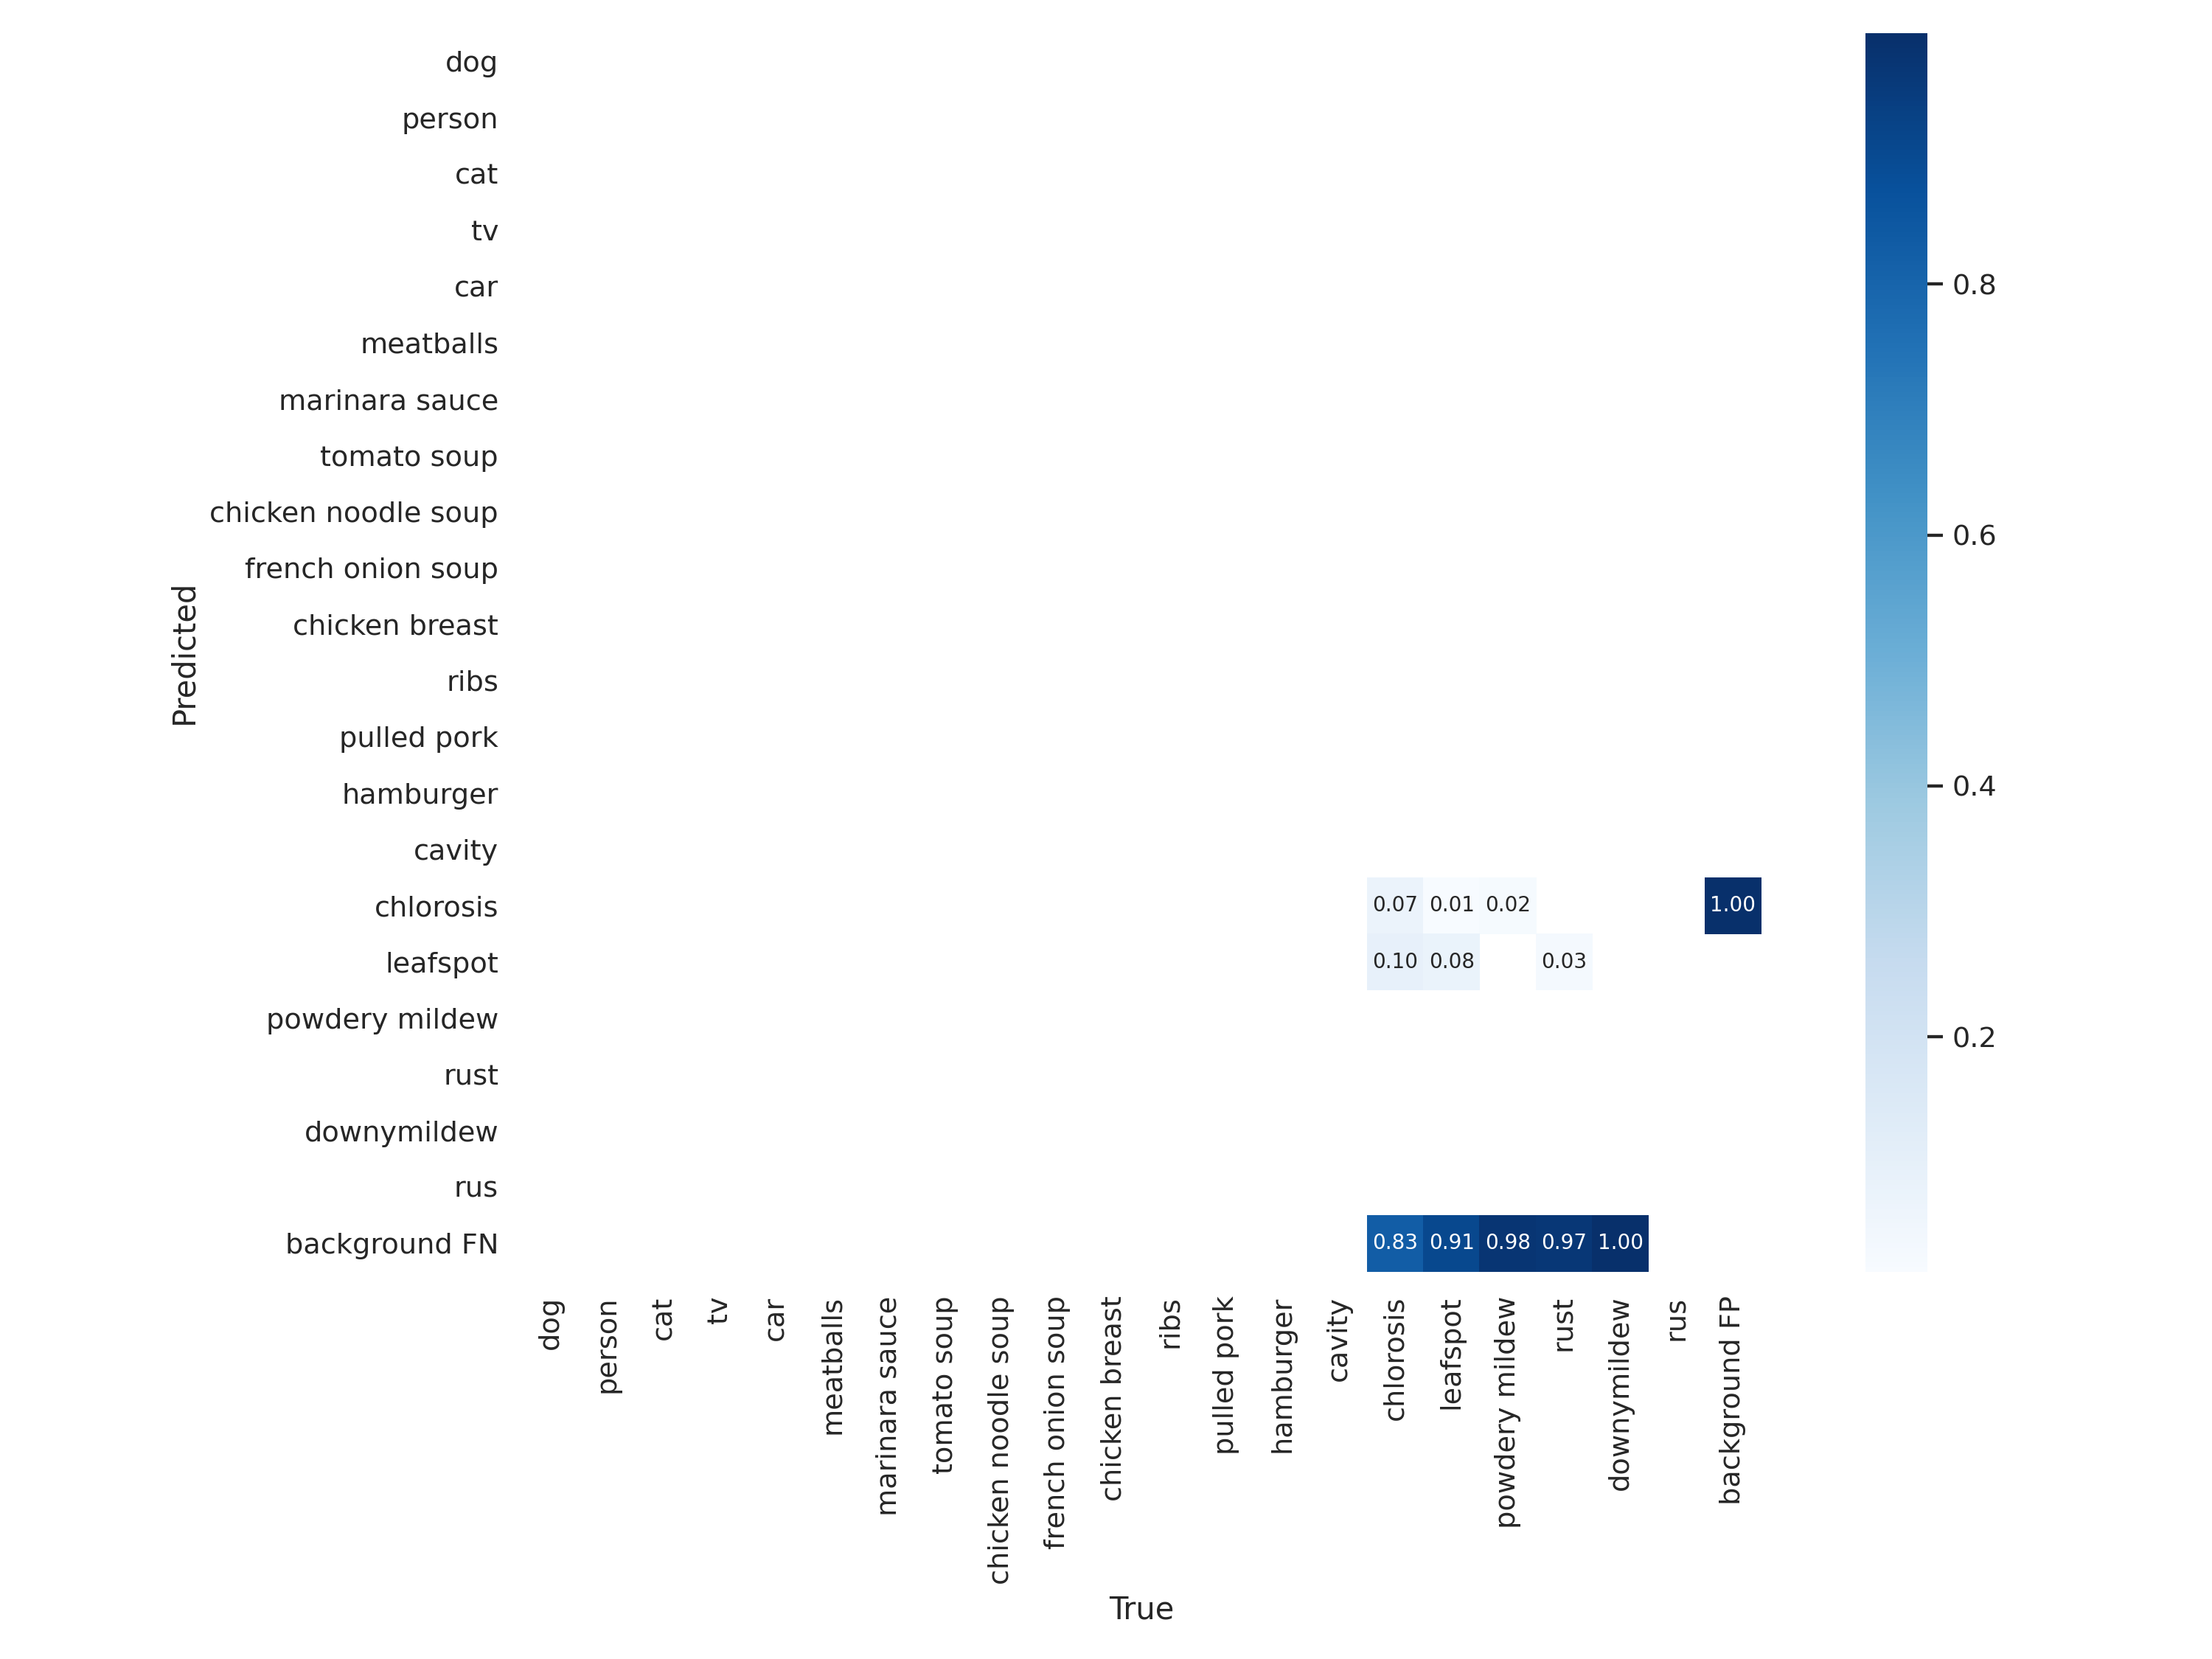 dog
person
cat
tv
car
meatballs
marinara sauce
tomato soup
chicken noodle soup
french onion soup
chicken breast
ribs
pulled pork
hamburger
cavity
chlorosis
leafspot
powdery mildew
rust
downymildew
rus
background FN
Predicted
0.07 0.01 0.02 1.00
0.10 0.08 0.03
0.83 0.91 0.98 0.97 1.00
dog
person
cat
tv
car
meatballs
marinara sauce
tomato soup
chicken noodle soup
french onion soup
chicken breast
ribs
pulled pork
hamburger
cavity
chlorosis
leafspot
powdery mildew
rust
downymildew
rus
background FP
True
0.8
0.6
0.4
0.2